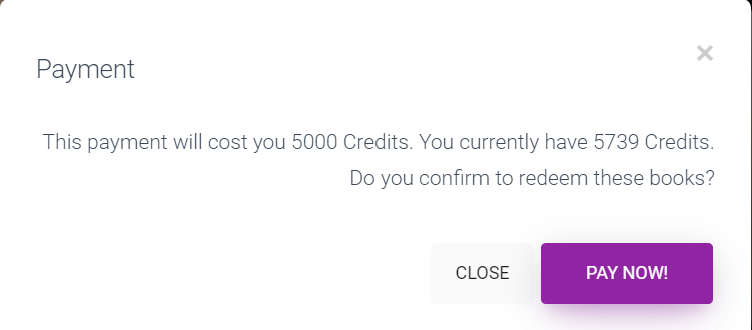 Payment
×
This payment will cost you 5000 Credits. You currently have 5739 Credits.
Do you confirm to redeem these books?
CLOSE
PAY NOW!